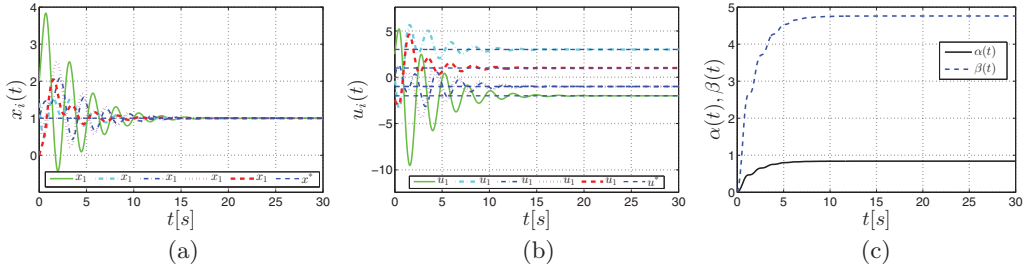 4
3
2
1
0
x_i(t)
0 5 10 15 20 25 30
x_1 x_1 x_1 x_1 x_1 x^*
t[s]
(a)
5
0
−5
−10
u_i(t)
0 5 10 15 20 25 30
u_1 u_1 u_1 u_1 u_1 u^*
t[s]
(b)
5
4
3
2
1
0
α(t), β(t)
α(t)
β(t)
0 5 10 15 20 25 30
t[s]
(c)